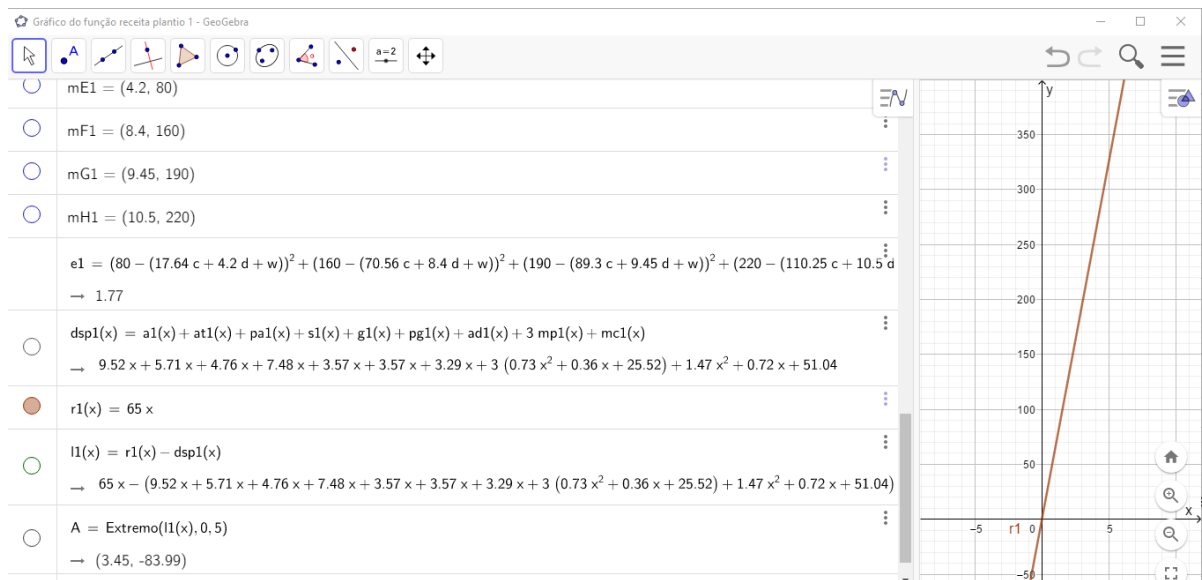 Gráfico do função receita plantio 1 - GeoGebra
A
a=2
mE1 = (4.2, 80)
mF1 = (8.4, 160)
mG1 = (9.45, 190)
mH1 = (10.5, 220)
e1 = (80 − (17.64 c + 4.2 d + w))² + (160 − (70.56 c + 8.4 d + w))² + (190 − (89.3 c + 9.45 d + w))² + (220 − (110.25 c + 10.5 d
→ 1.77
dsp1(x) = a1(x) + at1(x) + pa1(x) + s1(x) + g1(x) + pg1(x) + ad1(x) + 3 mp1(x) + mc1(x)
→ 9.52 x + 5.71 x + 4.76 x + 7.48 x + 3.57 x + 3.57 x + 3.29 x + 3 (0.73 x² + 0.36 x + 25.52) + 1.47 x² + 0.72 x + 51.04
r1(x) = 65 x
l1(x) = r1(x) − dsp1(x)
→ 65 x − (9.52 x + 5.71 x + 4.76 x + 7.48 x + 3.57 x + 3.57 x + 3.29 x + 3 (0.73 x² + 0.36 x + 25.52) + 1.47 x² + 0.72 x + 51.04)
A = Extremo(l1(x), 0, 5)
→ (3.45, -83.99)
y
350
300
250
200
150
100
50
x
−5
r1
0
5
−50